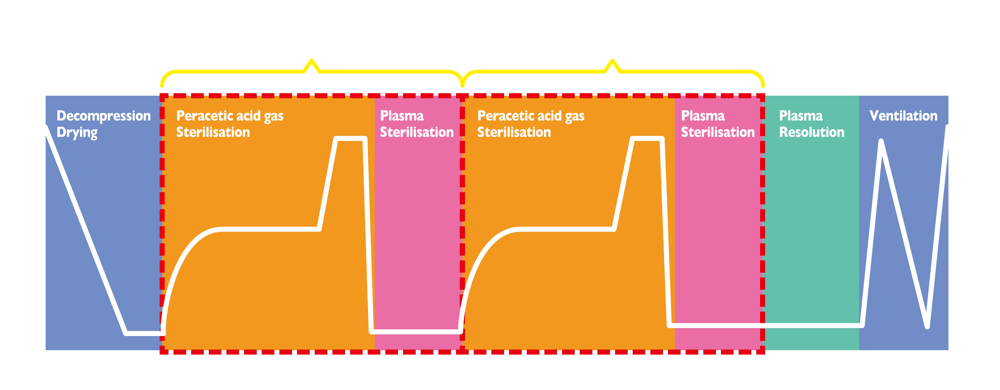 Decompression
Drying
Peracetic acid gas
Sterilisation
Plasma
Sterilisation
Peracetic acid gas
Sterilisation
Plasma
Sterilisation
Plasma
Resolution
Ventilation